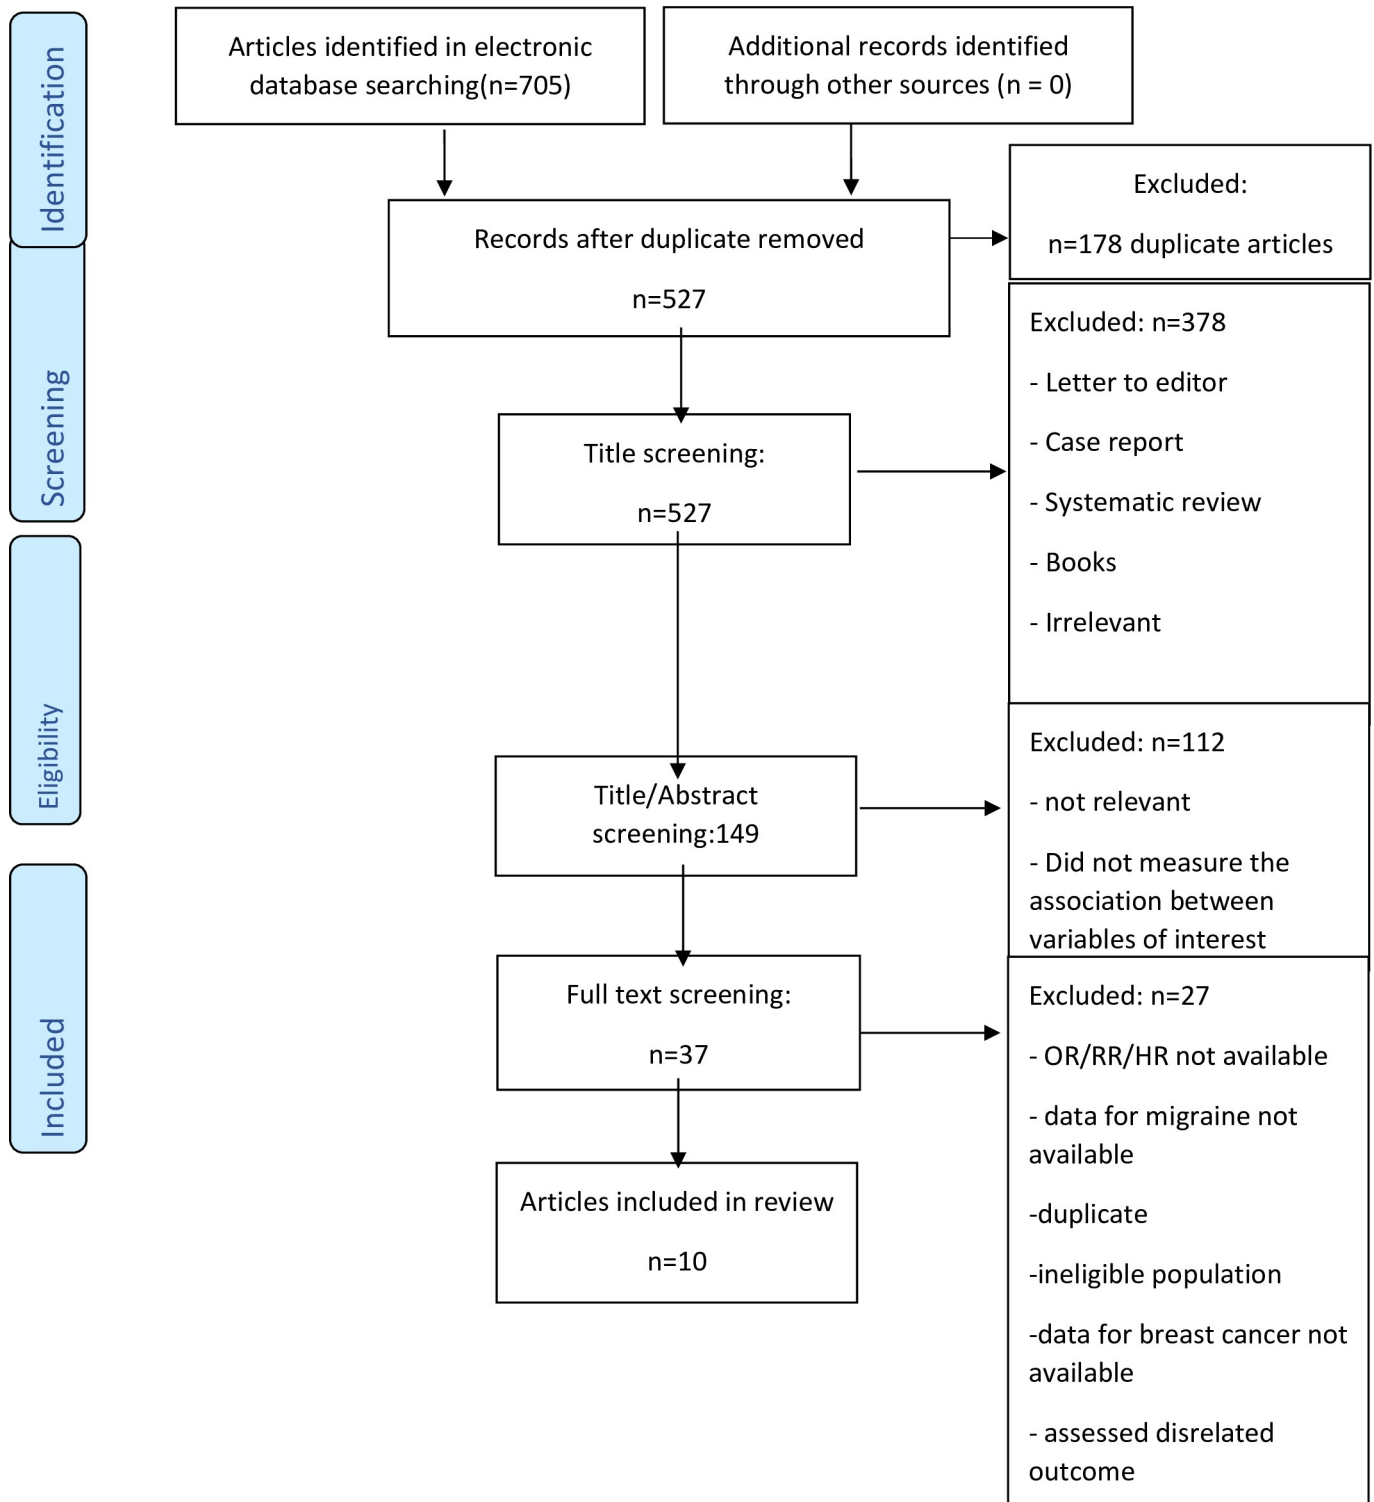 Identification
Articles identified in electronic
database searching(n=705)
Additional records identified
through other sources (n = 0)
Records after duplicate removed
n=527
Excluded:
n=178 duplicate articles
Screening
Title screening:
n=527
Excluded: n=378
- Letter to editor
- Case report
- Systematic review
- Books
- Irrelevant
Eligibility
Title/Abstract
screening:149
Excluded: n=112
- not relevant
- Did not measure the
association between
variables of interest
Included
Full text screening:
n=37
Excluded: n=27
- OR/RR/HR not available
- data for migraine not
available
-duplicate
-ineligible population
-data for breast cancer not
available
- assessed disrelated
outcome
Articles included in review
n=10